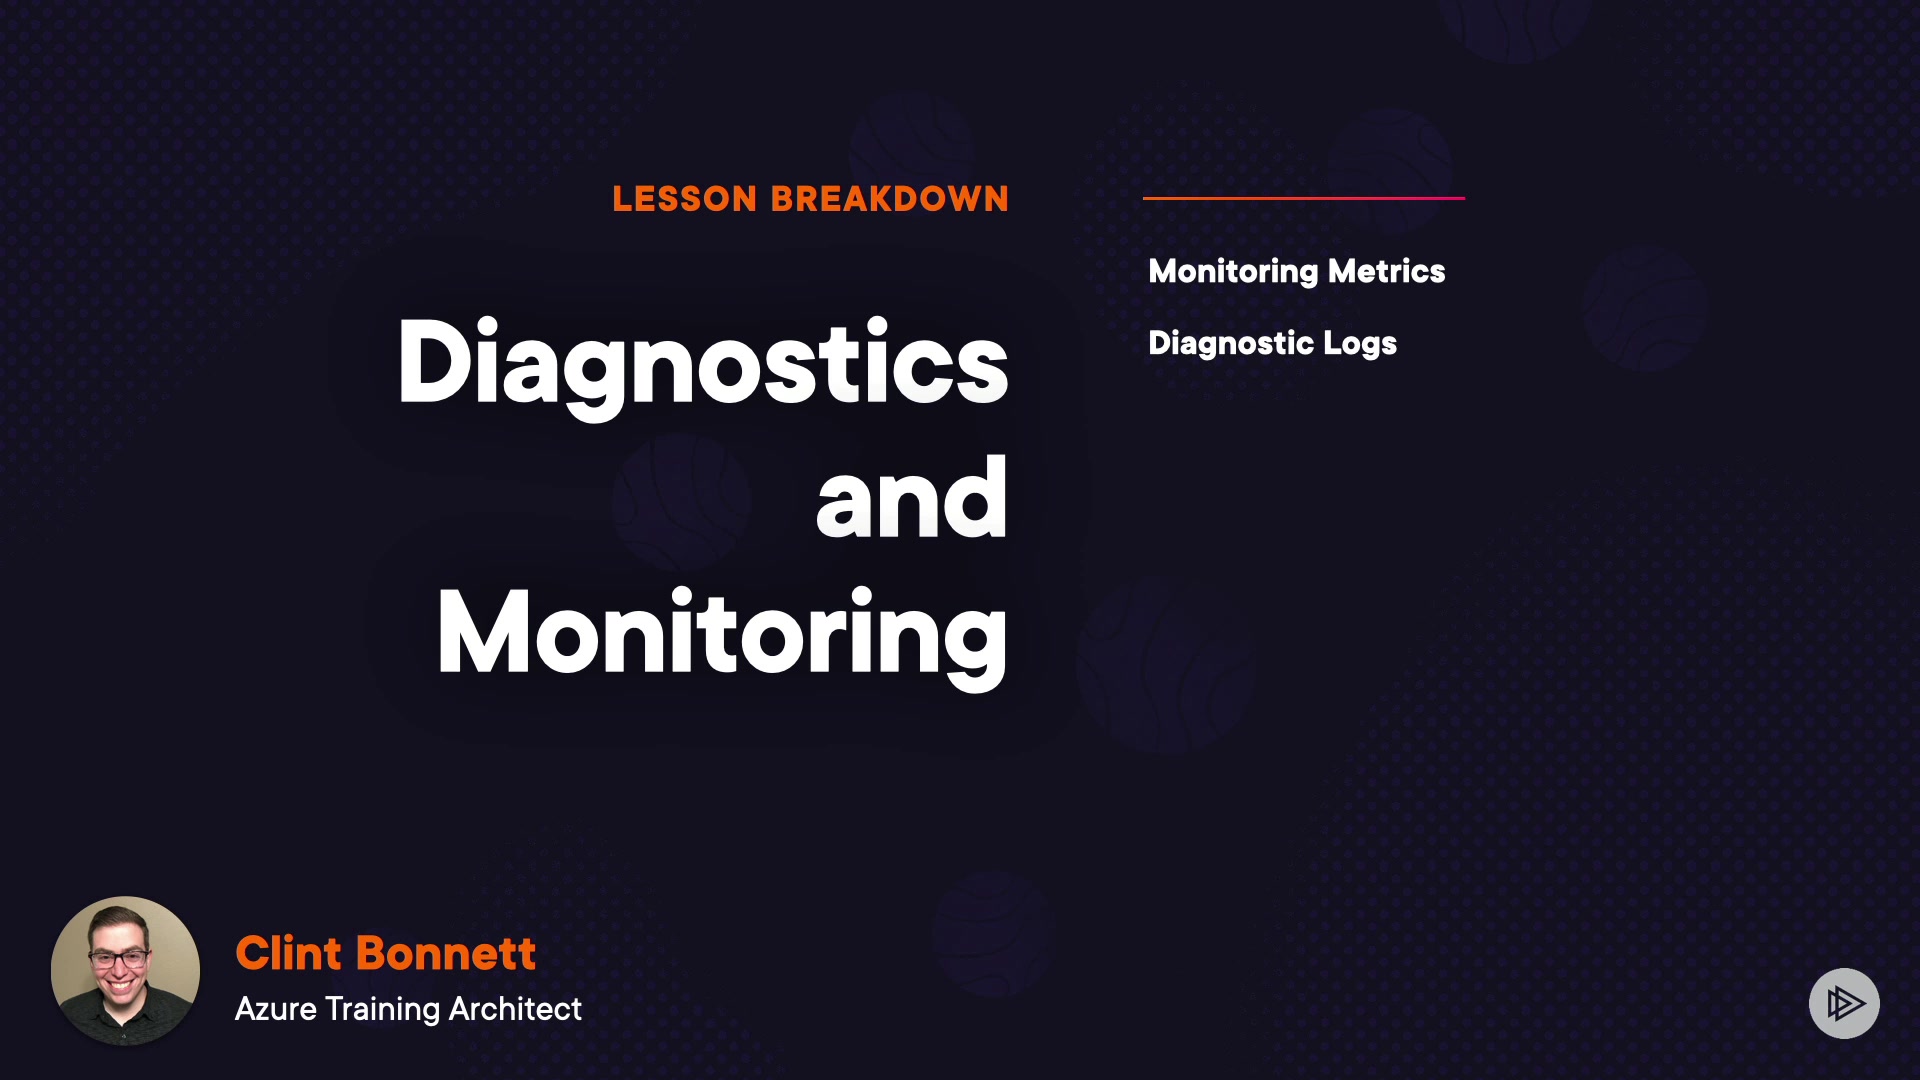 LESSON BREAKDOWN
Diagnostics
and
Monitoring
Monitoring Metrics
Diagnostic Logs
Clint Bonnett
Azure Training Architect